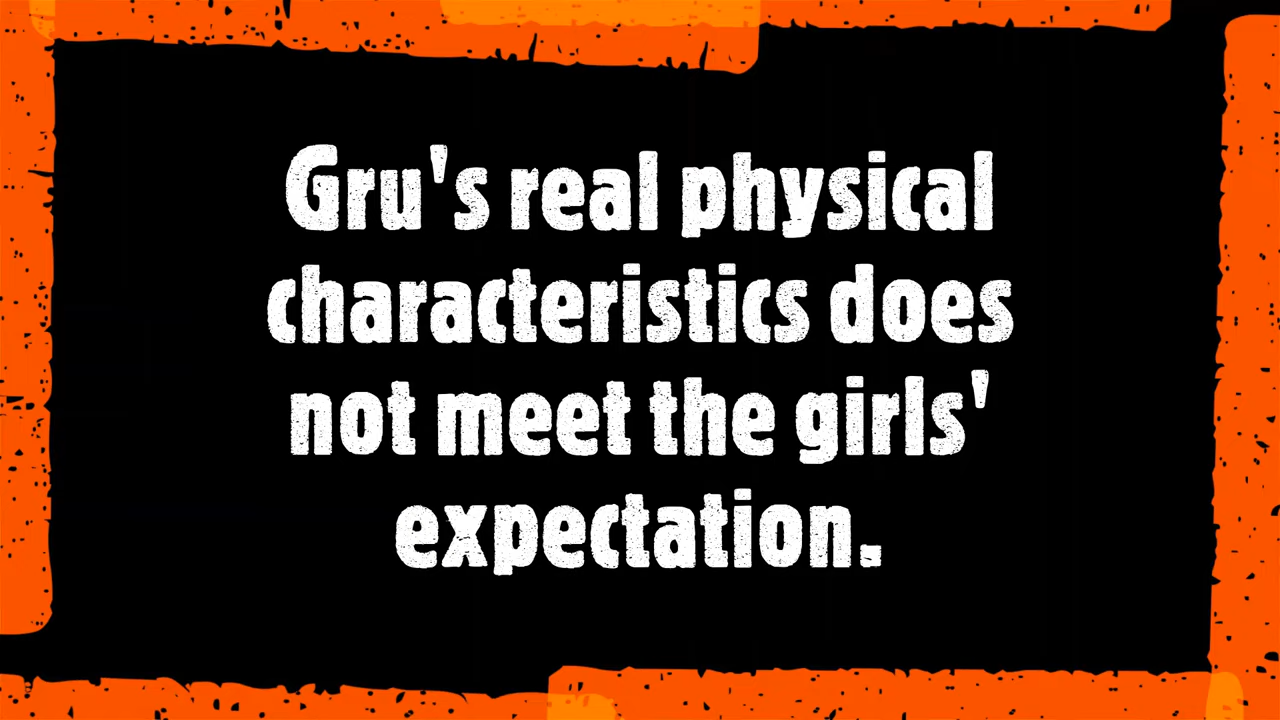 Gru's real physical
characteristics does
not meet the girls'
expectation.